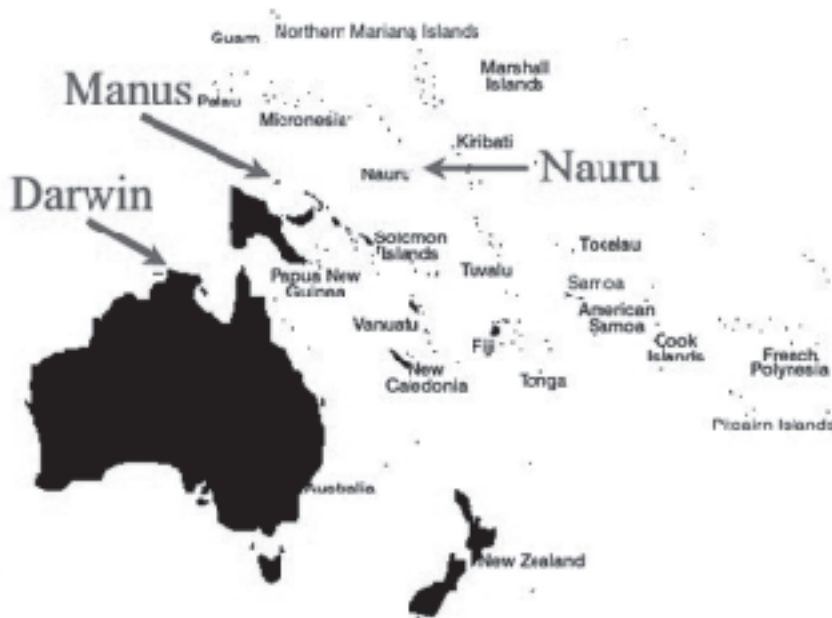 Guam
Northern Mariana Islands
Marshall
Islands
Manus
Palau
Micronesia
Kiribati
Nauru
Nauru
Darwin
Solomon
Islands
Tokelau
Papua New
Guinea
Tuvalu
Samoa
American
Samoa
Vanuatu
Fiji
Cook
Islands
French
Polynesia
New
Caledonia
Tonga
Pitcairn Islands
Australia
New Zealand